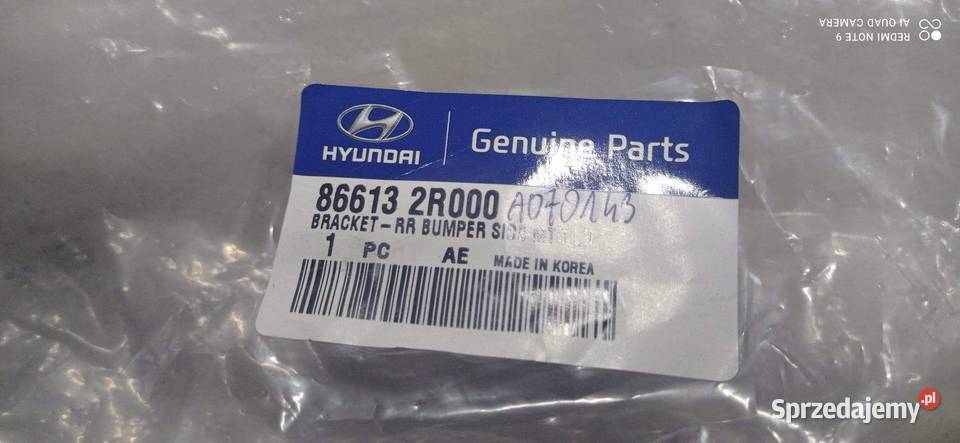 REDMI NOTE 9
AI QUAD CAMERA
HYUNDAI
Genuine Parts
86613 2R000 A070143
BRACKET-RR BUMPER
1 PC AE MADE IN KOREA
Sprzedajemy.pl